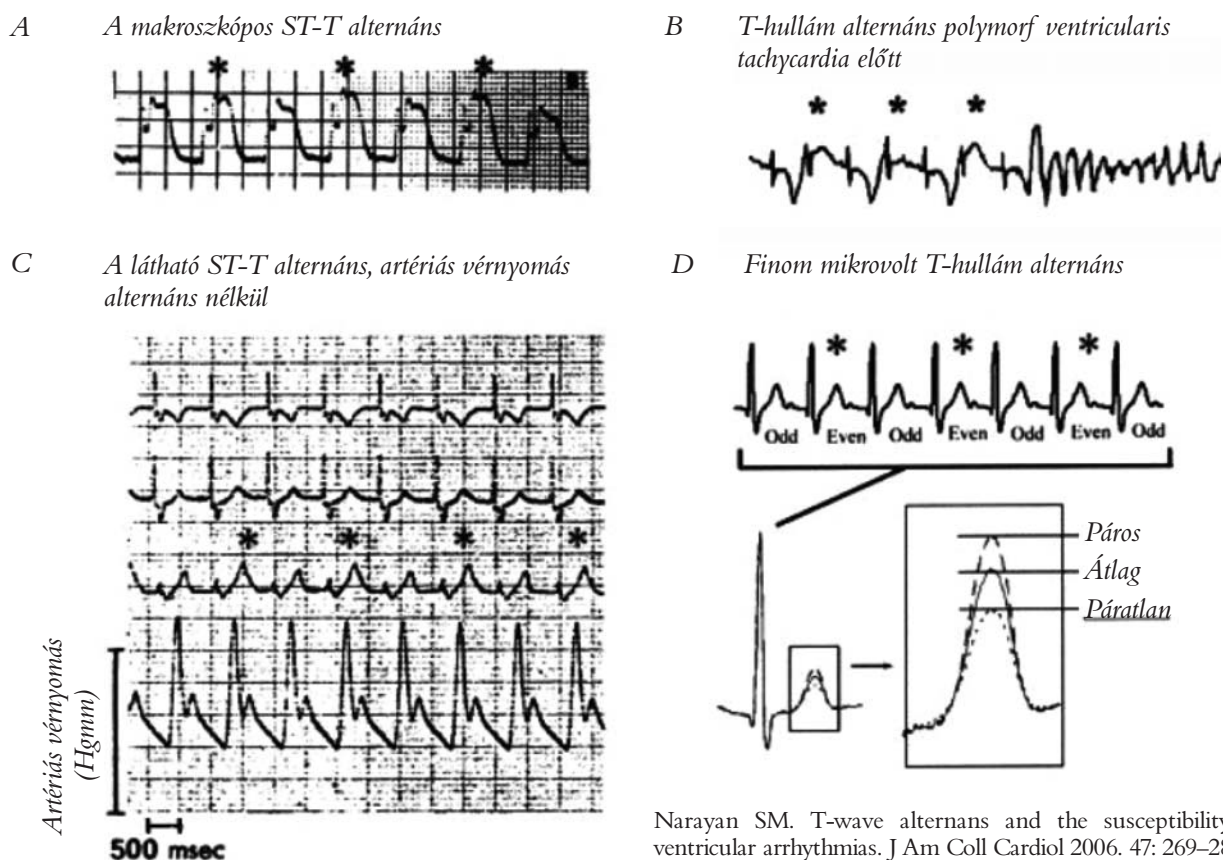 A
A makroszkópos ST-T alternáns
* * *
B
T-hullám alternáns polymorf ventricularis
tachycardia előtt
* * *
C
A látható ST-T alternáns, artériás vérnyomás
alternáns nélkül
* * * *
Artériás vérnyomás
(Hgmm)
500 msec
D
Finom mikrovolt T-hullám alternáns
* * *
Odd Even Odd Even Odd Even Odd
Páros
Átlag
Páratlan
Narayan SM. T-wave alternans and the susceptibility
ventricular arrhythmias. J Am Coll Cardiol 2006. 47: 269–28